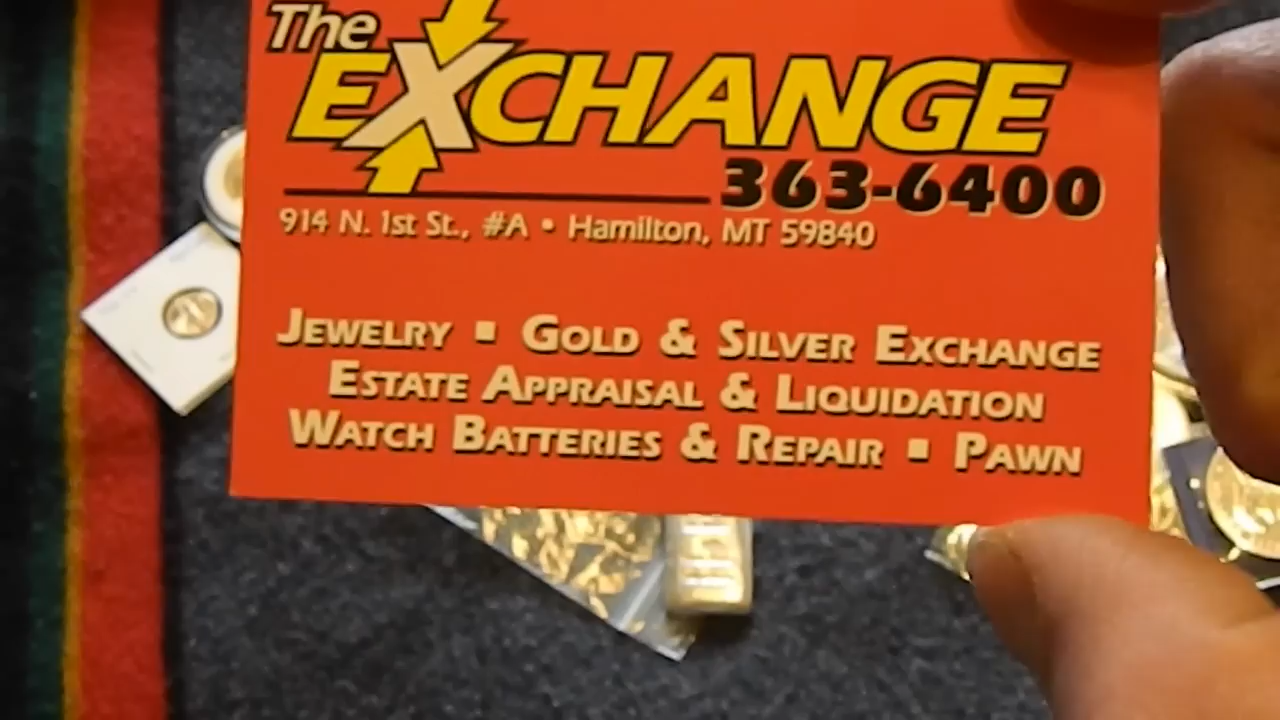 The
EXCHANGE
363-6400
914 N. 1st St., #A • Hamilton, MT 59840
JEWELRY ▪ GOLD & SILVER EXCHANGE
ESTATE APPRAISAL & LIQUIDATION
WATCH BATTERIES & REPAIR ▪ PAWN